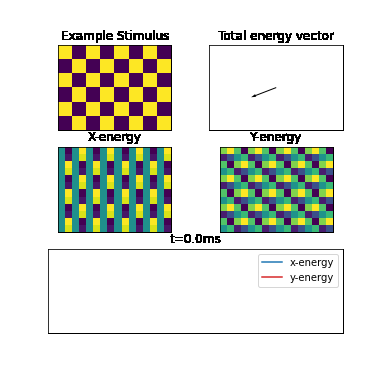 Example Stimulus
Total energy vector
X-energy
Y-energy
t=0.0ms
x-energy
y-energy